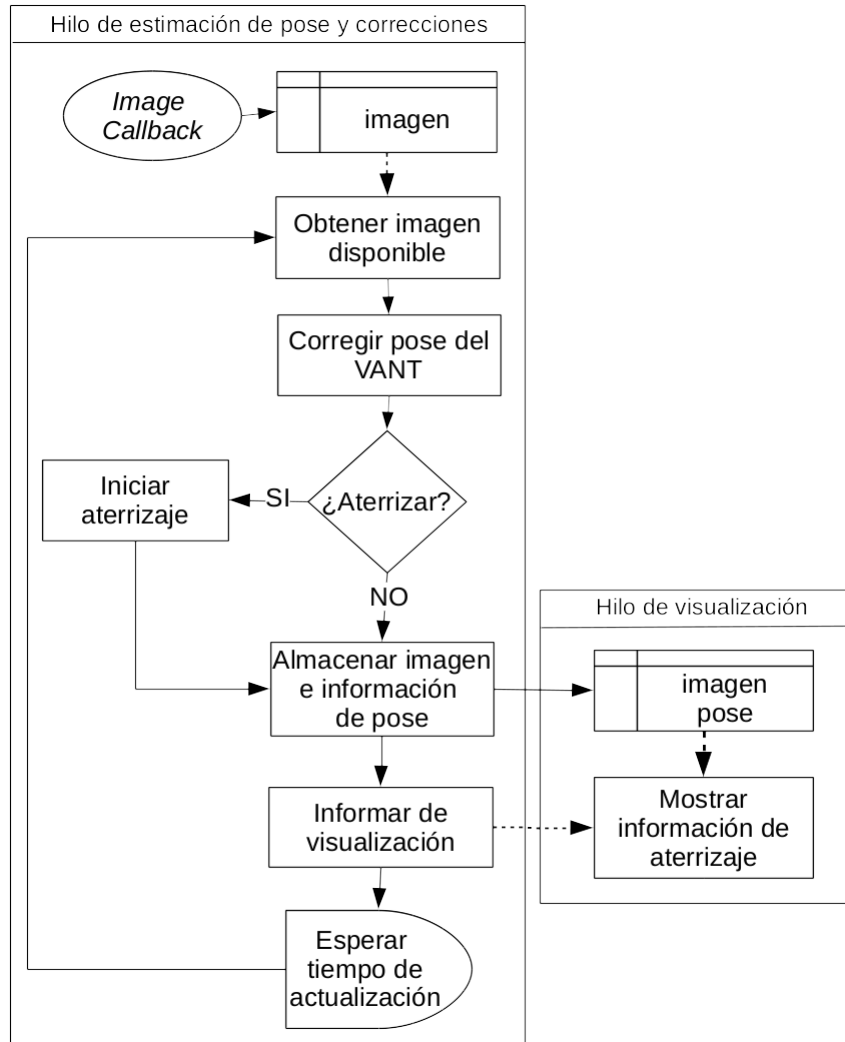 Hilo de estimación de pose y correcciones
Image
Callback
imagen
Obtener imagen
disponible
Corregir pose del
VANT
¿Aterrizar?
SI
Iniciar
aterrizaje
NO
Almacenar imagen
e información
de pose
Informar de
visualización
Esperar
tiempo de
actualización
Hilo de visualización
imagen
pose
Mostrar
información de
aterrizaje